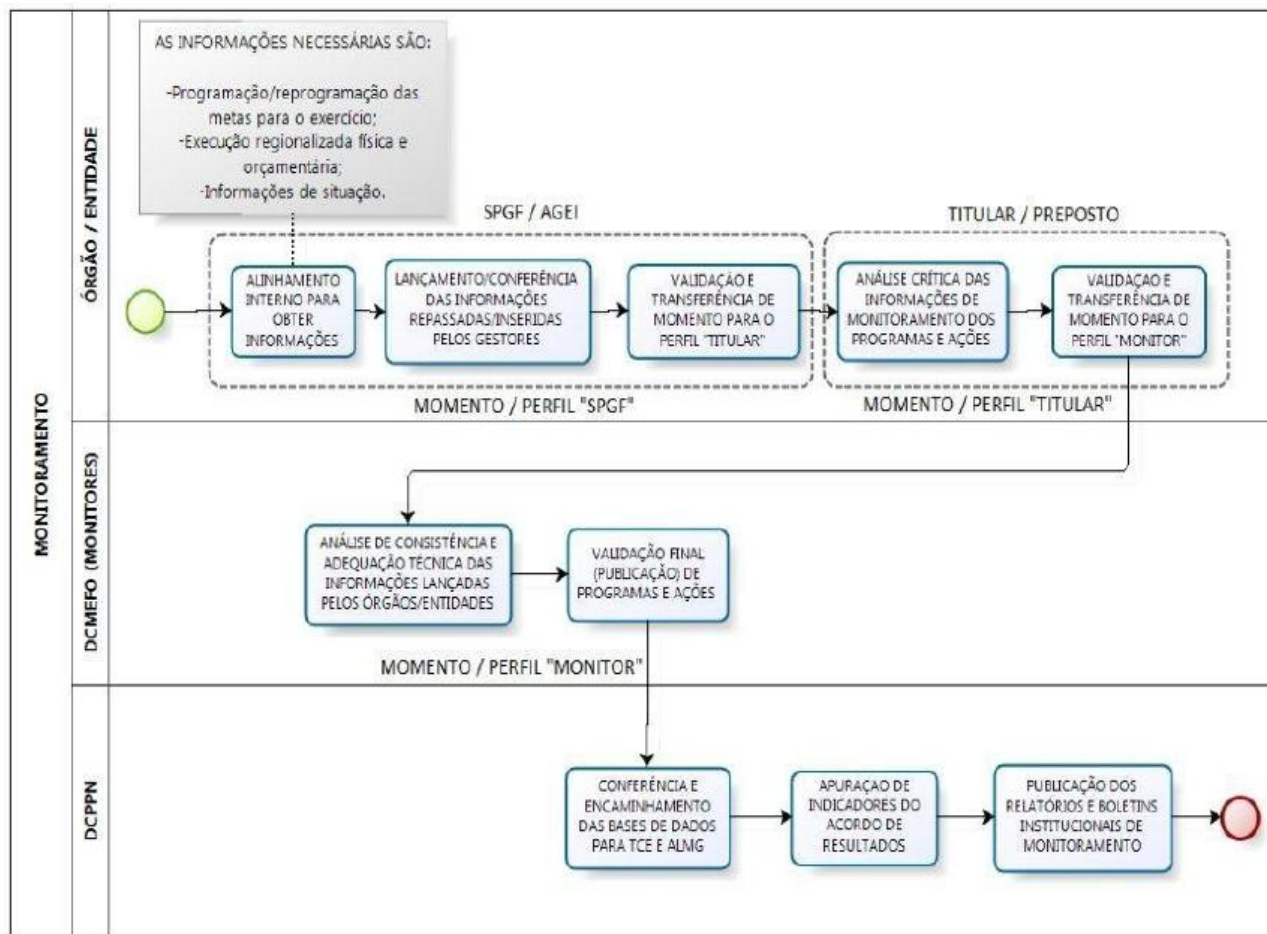 MONITORAMENTO
ÓRGÃO / ENTIDADE
AS INFORMAÇÕES NECESSÁRIAS SÃO:
-Programação/reprogramação das
metas para o exercício;
-Execução regionalizada física e
orçamentária;
-Informações de situação.
SPGF / AGEI
ALINHAMENTO
INTERNO PARA
OBTER
INFORMAÇÕES
LANÇAMENTO/CONFERÊNCIA
DAS INFORMAÇÕES
REPASSADAS/INSERIDAS
PELOS GESTORES
VALIDAÇÃO E
TRANSFERÊNCIA DE
MOMENTO PARA O
PERFIL "TITULAR"
MOMENTO / PERFIL "SPGF"
TITULAR / PREPOSTO
ANÁLISE CRÍTICA DAS
INFORMAÇÕES DE
MONITORAMENTO DOS
PROGRAMAS E AÇÕES
VALIDAÇAO E
TRANSFERÊNCIA DE
MOMENTO PARA O
PERFIL "MONITOR"
MOMENTO / PERFIL "TITULAR"
DCMEFO (MONITORES)
ANÁLISE DE CONSISTÊNCIA E
ADEQUAÇÃO TÉCNICA DAS
INFORMAÇÕES LANÇADAS
PELOS ÓRGÃOS/ENTIDADES
VALIDAÇÃO FINAL
(PUBLICAÇÃO) DE
PROGRAMAS E AÇÕES
MOMENTO / PERFIL "MONITOR"
DCPPN
CONFERÊNCIA E
ENCAMINHAMENTO
DAS BASES DE DADOS
PARA TCE E ALMG
APURAÇAO DE
INDICADORES DO
ACORDO DE
RESULTADOS
PUBLICAÇÃO DOS
RELATÓRIOS E BOLETINS
INSTITUCIONAIS DE
MONITORAMENTO